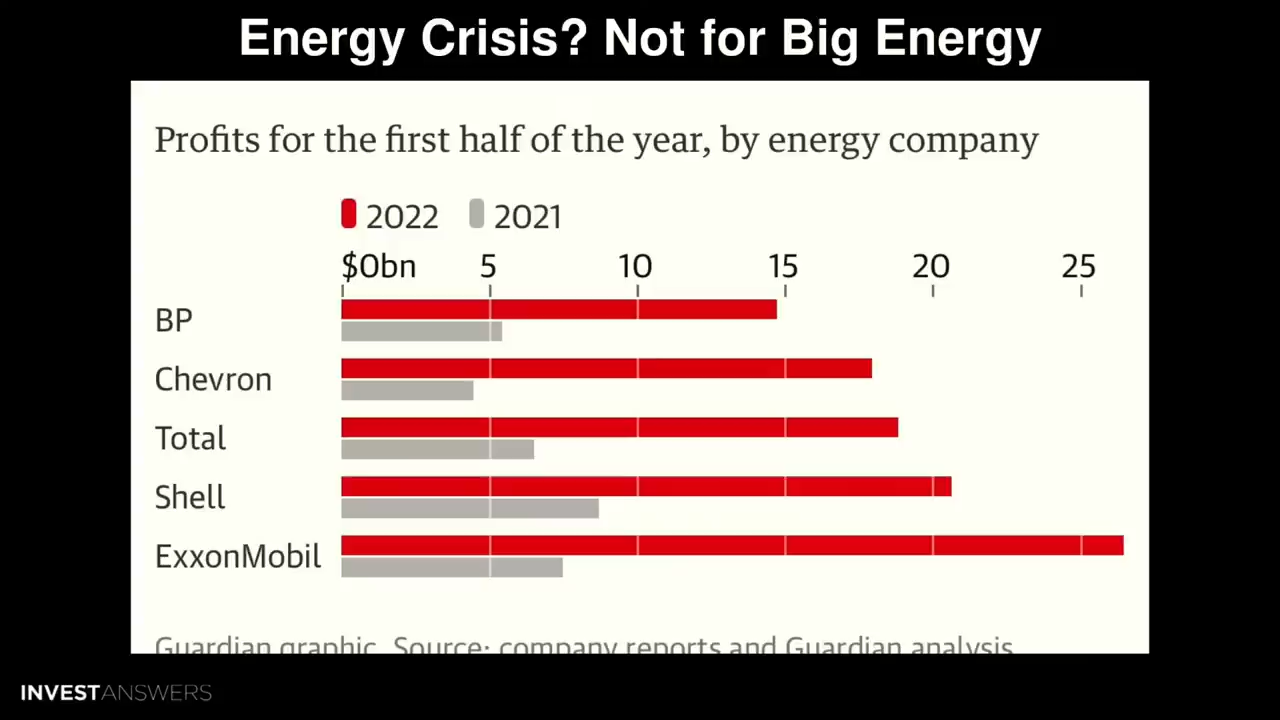 Energy Crisis? Not for Big Energy
Profits for the first half of the year, by energy company
2022 2021
$0bn 5 10 15 20 25
BP
Chevron
Total
Shell
ExxonMobil
Guardian graphic. Source: company reports and Guardian analysis
INVESTANSWERS